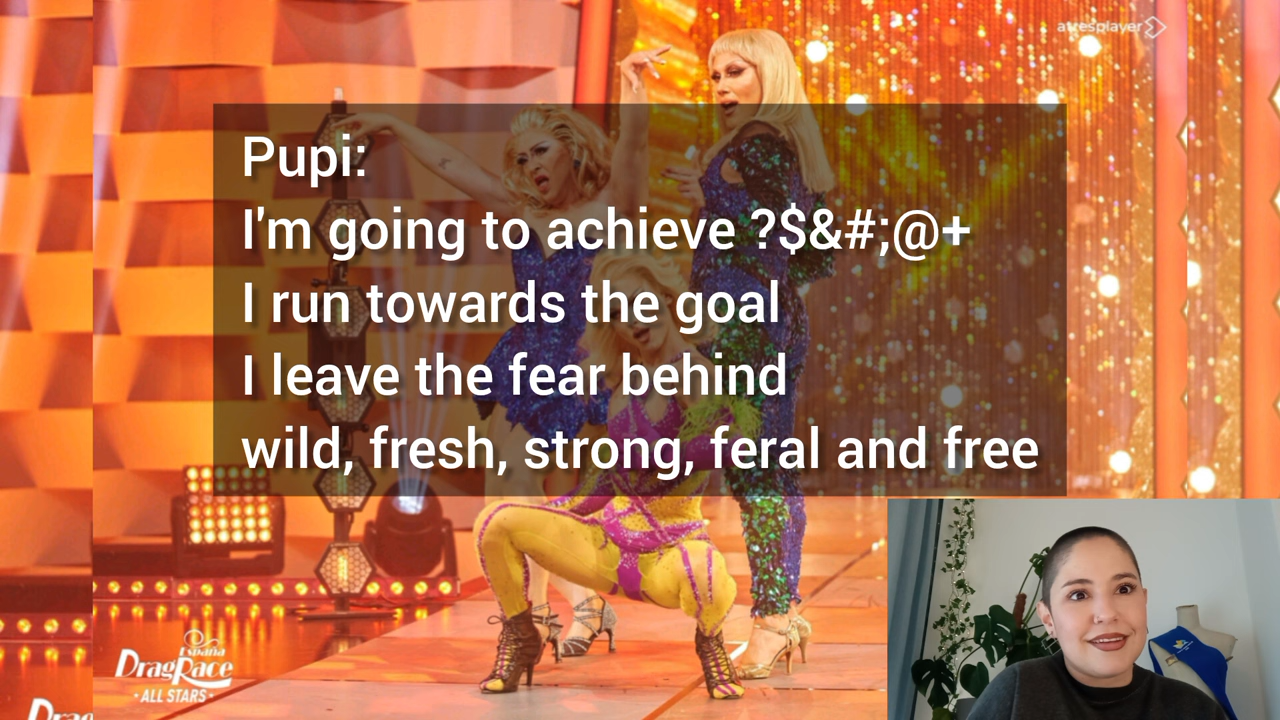 atresplayer
Pupi:
I'm going to achieve ?$&#;@+
I run towards the goal
I leave the fear behind
wild, fresh, strong, feral and free
España
DragRace
• ALL STARS •
Drag